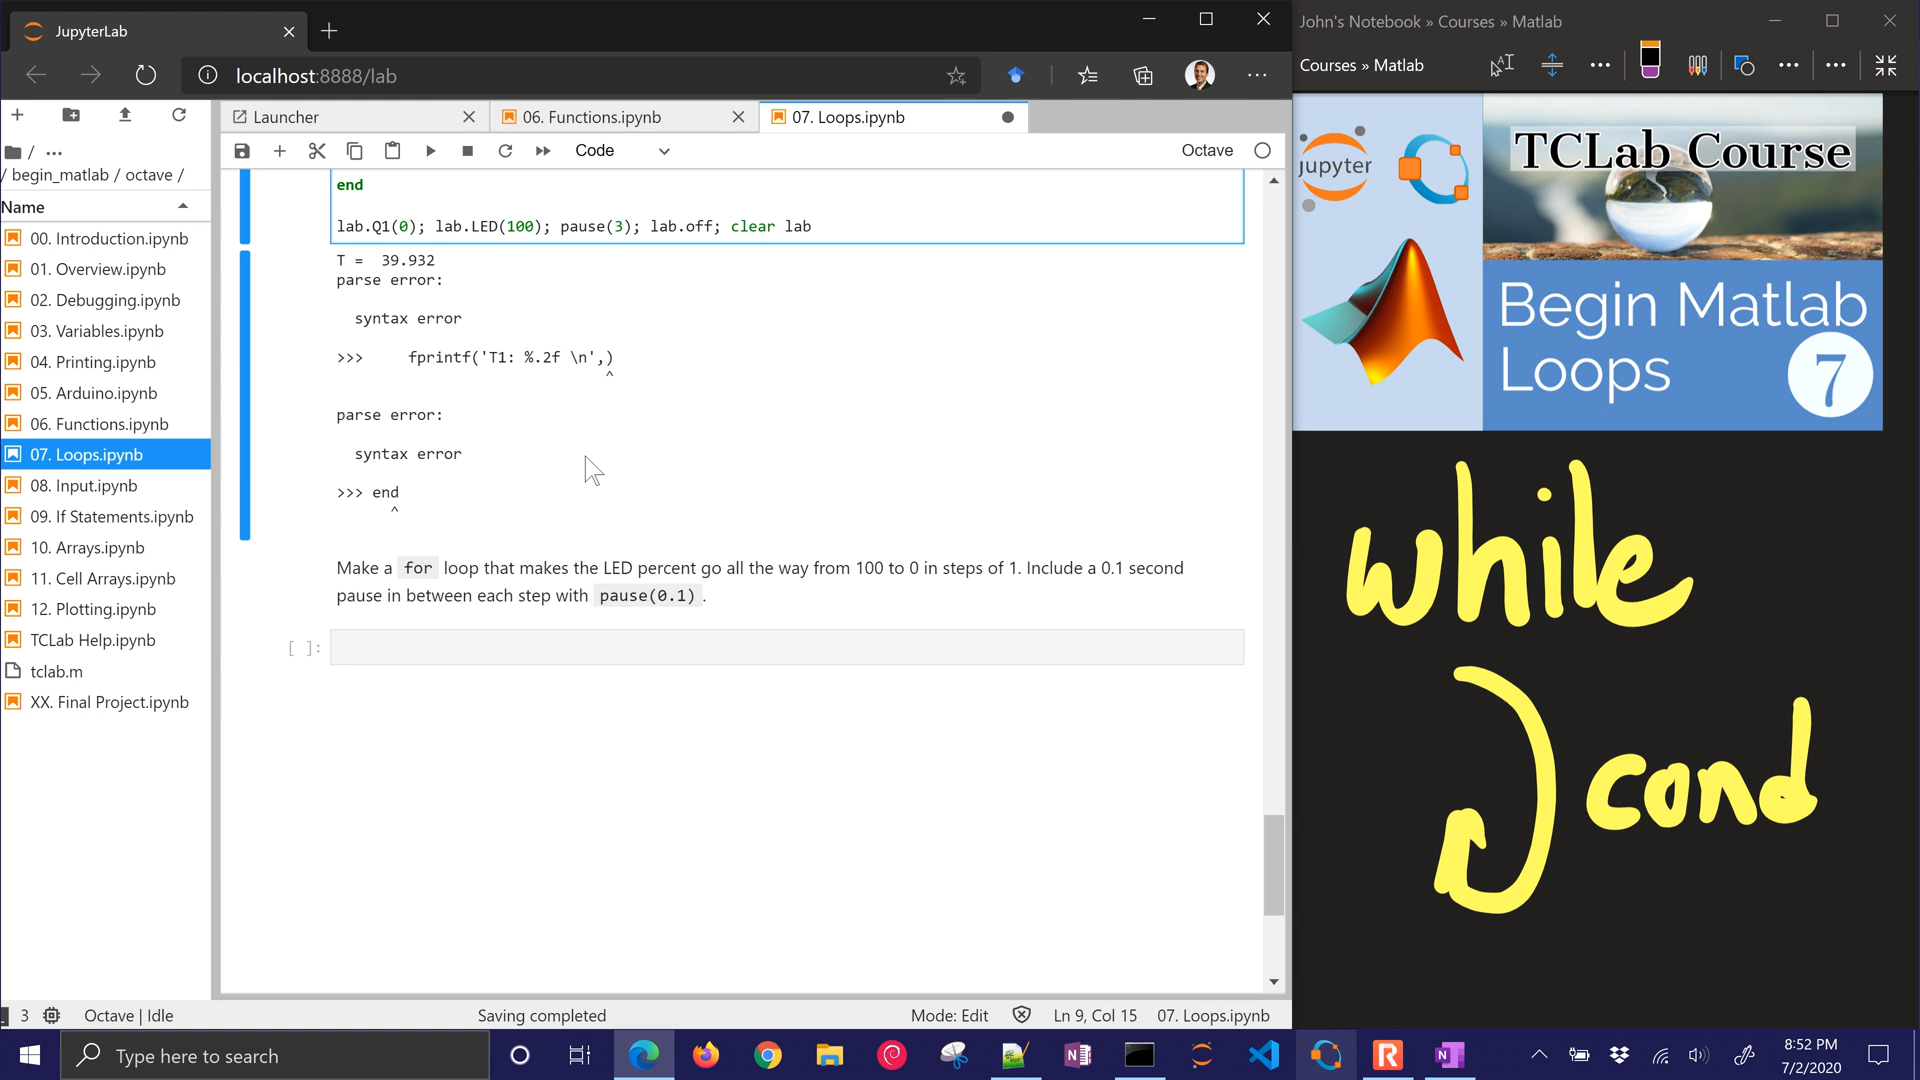 JupyterLab
localhost:8888/lab
John's Notebook » Courses » Matlab
Courses » Matlab
Launcher
06. Functions.ipynb
07. Loops.ipynb
Code
Octave
/ ...
/ begin_matlab / octave /
Name
00. Introduction.ipynb
01. Overview.ipynb
02. Debugging.ipynb
03. Variables.ipynb
04. Printing.ipynb
05. Arduino.ipynb
06. Functions.ipynb
07. Loops.ipynb
08. Input.ipynb
09. If Statements.ipynb
10. Arrays.ipynb
11. Cell Arrays.ipynb
12. Plotting.ipynb
TCLab Help.ipynb
tclab.m
XX. Final Project.ipynb
end
lab.Q1(0); lab.LED(100); pause(3); lab.off; clear lab
T =  39.932
parse error:
syntax error
>>>     fprintf('T1: %.2f \n',)
^
parse error:
syntax error
>>> end
^
Make a for loop that makes the LED percent go all the way from 100 to 0 in steps of 1. Include a 0.1 second
pause in between each step with pause(0.1) .
[ ]:
jupyter
TCLab Course
Begin Matlab
Loops
7
while
cond
3
Octave | Idle
Saving completed
Mode: Edit
Ln 9, Col 15
07. Loops.ipynb
Type here to search
8:52 PM
7/2/2020